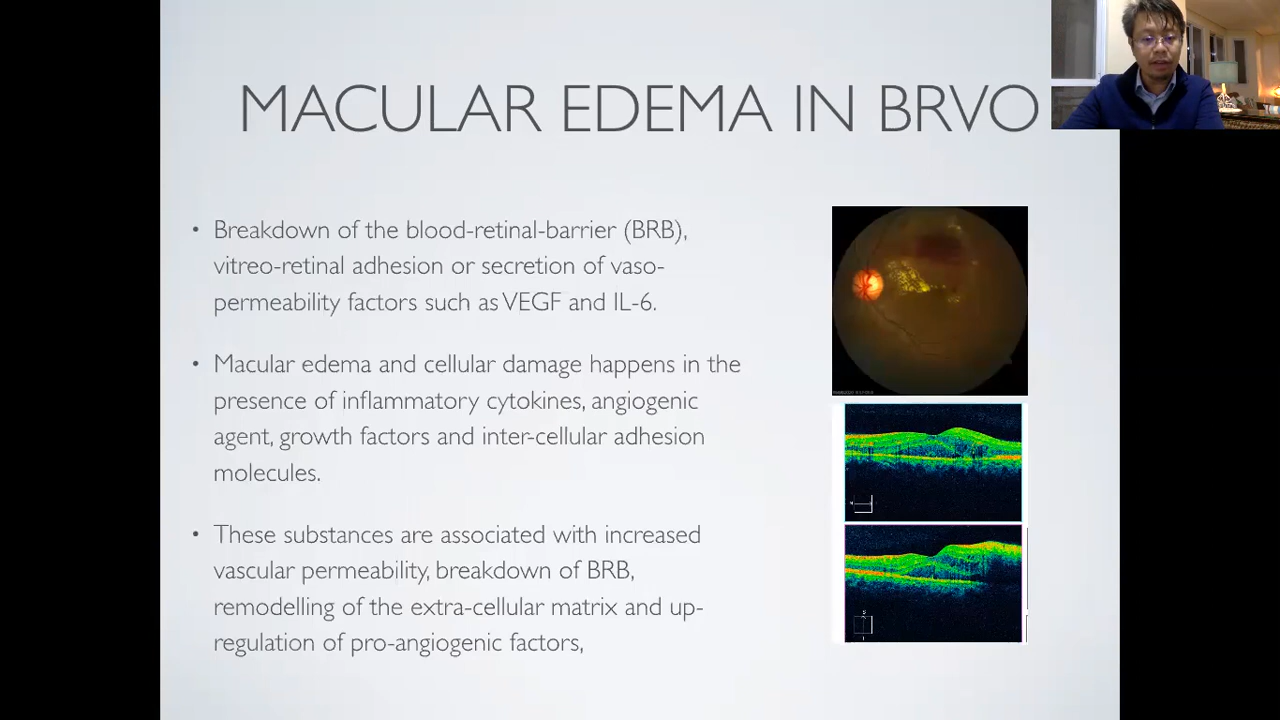 MACULAR EDEMA IN BRVO
• Breakdown of the blood-retinal-barrier (BRB),
vitreo-retinal adhesion or secretion of vaso-
permeability factors such as VEGF and IL-6.
• Macular edema and cellular damage happens in the
presence of inflammatory cytokines, angiogenic
agent, growth factors and inter-cellular adhesion
molecules.
• These substances are associated with increased
vascular permeability, breakdown of BRB,
remodelling of the extra-cellular matrix and up-
regulation of pro-angiogenic factors,